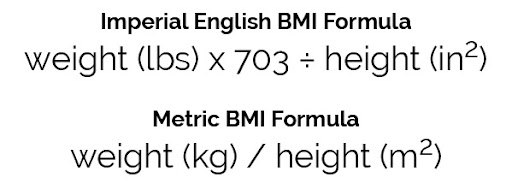 Imperial English BMI Formula
weight (lbs) x 703 ÷ height (in²)
Metric BMI Formula
weight (kg) / height (m²)